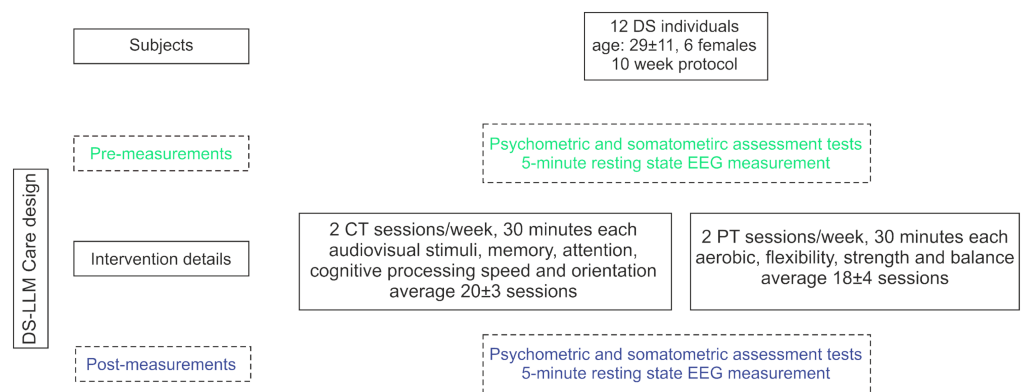 DS-LLM Care design
Subjects
12 DS individuals
age: 29±11, 6 females
10 week protocol
Pre-measurements
Psychometric and somatometirc assessment tests
5-minute resting state EEG measurement
Intervention details
2 CT sessions/week, 30 minutes each
audiovisual stimuli, memory, attention,
cognitive processing speed and orientation
average 20±3 sessions
2 PT sessions/week, 30 minutes each
aerobic, flexibility, strength and balance
average 18±4 sessions
Post-measurements
Psychometric and somatometric assessment tests
5-minute resting state EEG measurement